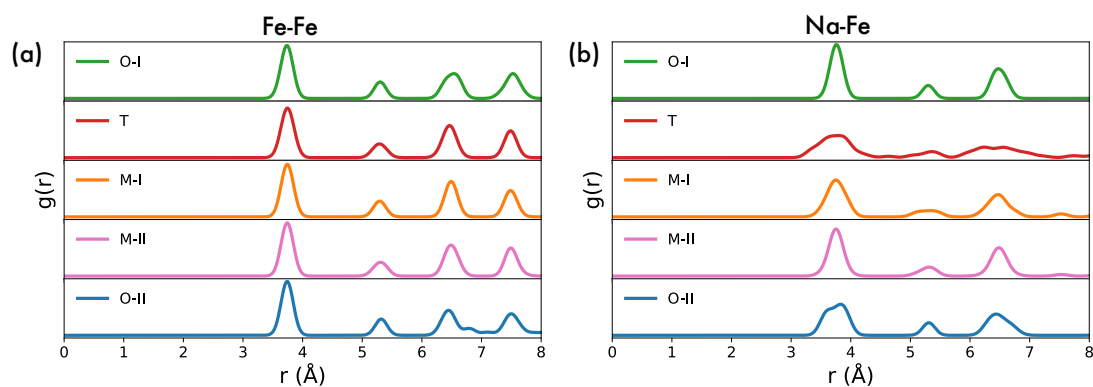 (a)
Fe-Fe
O-I
T
M-I
M-II
O-II
g(r)
0 1 2 3 4 5 6 7 8
r (Å)
(b)
Na-Fe
O-I
T
M-I
M-II
O-II
g(r)
0 1 2 3 4 5 6 7 8
r (Å)